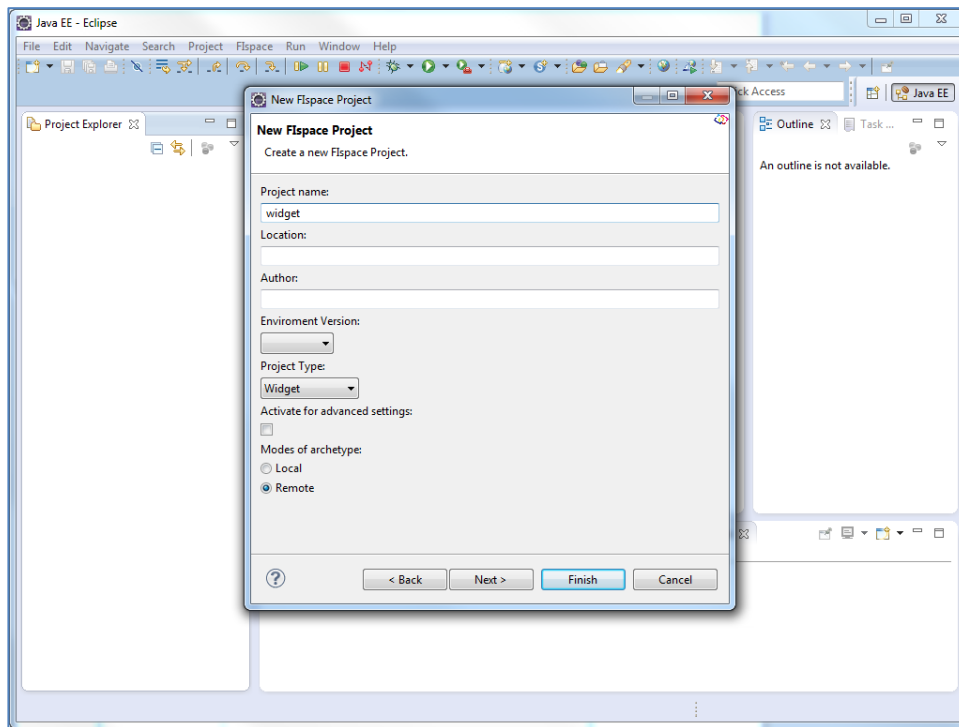 Java EE - Eclipse
File Edit Navigate Search Project FIspace Run Window Help
ck Access
Java EE
Project Explorer
Outline
Task ...
An outline is not available.
New FIspace Project
New FIspace Project
Create a new FIspace Project.
Project name:
widget
Location:
Author:
Enviroment Version:
Project Type:
Widget
Activate for advanced settings:
Modes of archetype:
Local
Remote
?
< Back
Next >
Finish
Cancel